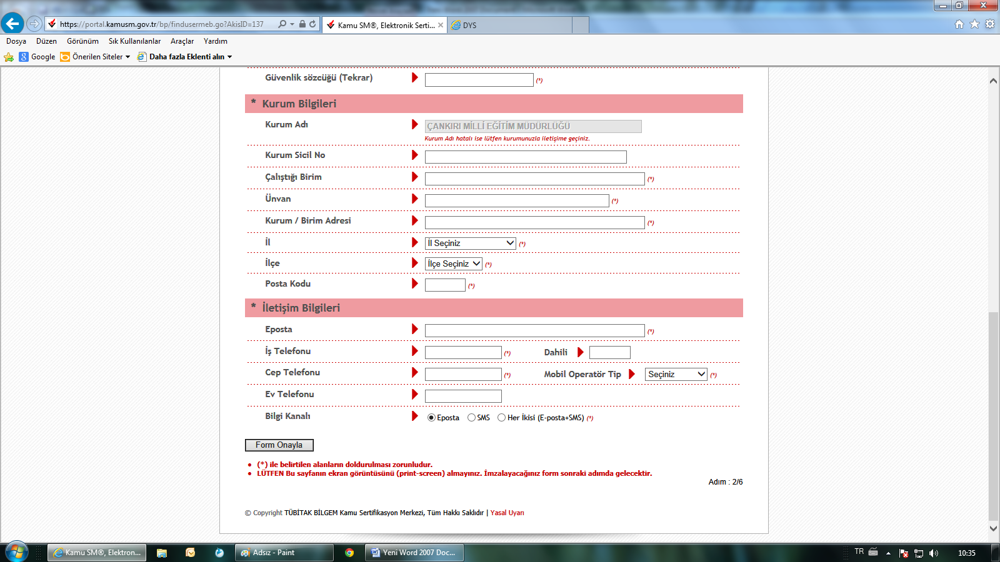 https://portal.kamusm.gov.tr/bp/findusermeb.go?AkisID=137
Kamu SM®, Elektronik Serti...
DYS
Dosya Düzen Görünüm Sık Kullanılanlar Araçlar Yardım
Google Önerilen Siteler Daha fazla Eklenti alın
Güvenlik sözcüğü (Tekrar) (*)
* Kurum Bilgileri
Kurum Adı ÇANKIRI MİLLİ EĞİTİM MÜDÜRLÜĞÜ
Kurum Adı hatalı ise lütfen kurumunuzla iletişime geçiniz.
Kurum Sicil No
Çalıştığı Birim (*)
Ünvan (*)
Kurum / Birim Adresi (*)
İl İl Seçiniz (*)
İlçe İlçe Seçiniz (*)
Posta Kodu (*)
* İletişim Bilgileri
Eposta (*)
İş Telefonu (*) Dahili
Cep Telefonu (*) Mobil Operatör Tip Seçiniz (*)
Ev Telefonu
Bilgi Kanalı Eposta SMS Her İkisi (E-posta+SMS) (*)
Form Onayla
• (*) ile belirtilen alanların doldurulması zorunludur.
• LÜTFEN Bu sayfanın ekran görüntüsünü (print-screen) almayınız. İmzalayacağınız form sonraki adımda gelecektir.
Adım : 2/6
© Copyright TÜBİTAK BİLGEM Kamu Sertifikasyon Merkezi, Tüm Hakkı Saklıdır | Yasal Uyarı
Kamu SM®, Elektron... Adsız - Paint Yeni Word 2007 Doc... TR 10:35